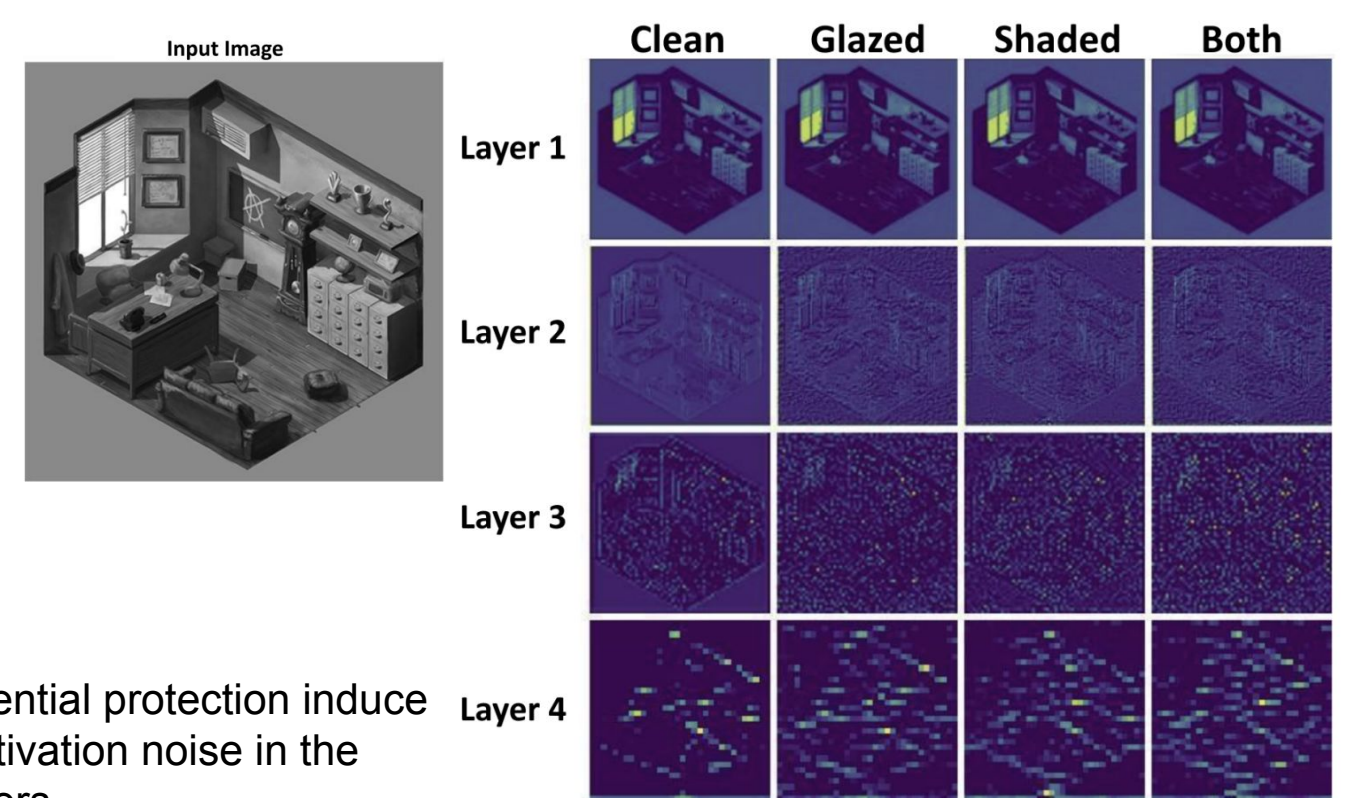 Input Image
Clean Glazed Shaded Both
Layer 1
Layer 2
Layer 3
Layer 4
ential protection induce
tivation noise in the